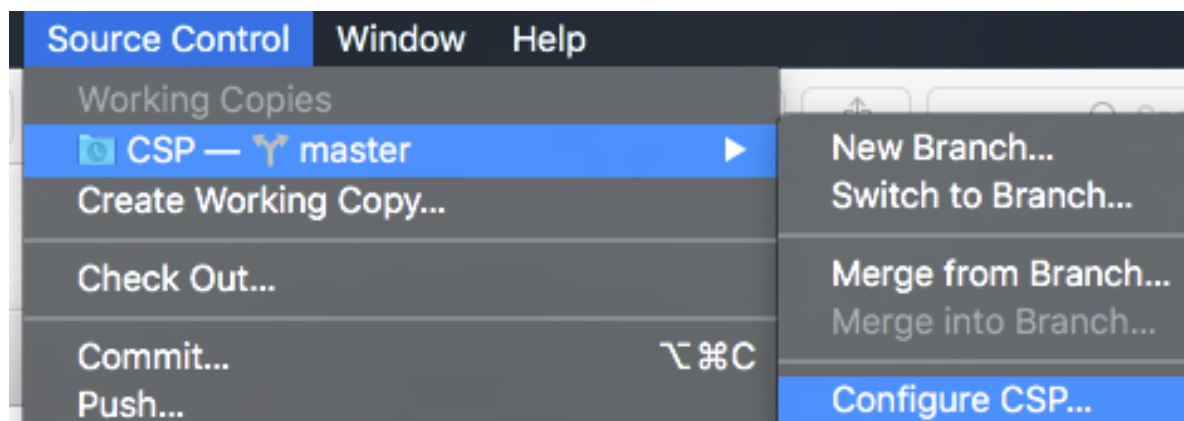 Source Control Window Help
Working Copies
CSP — master
Create Working Copy...
Check Out...
Commit... ⌥⌘C
Push...
New Branch...
Switch to Branch...
Merge from Branch...
Merge into Branch...
Configure CSP...